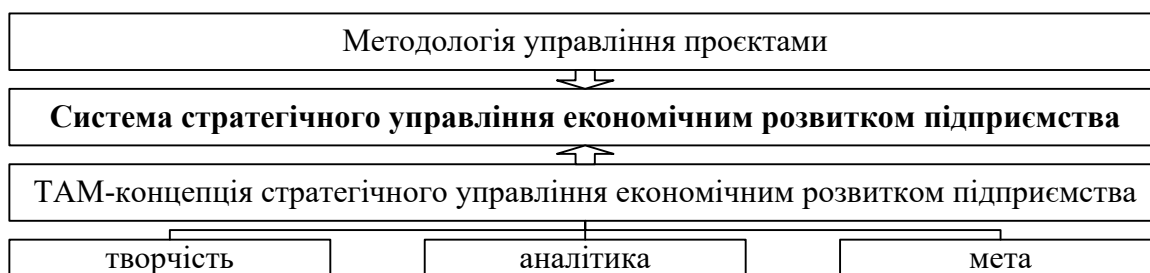 Методологія управління проєктами
Система стратегічного управління економічним розвитком підприємства
ТАМ-концепція стратегічного управління економічним розвитком підприємства
творчість
аналітика
мета